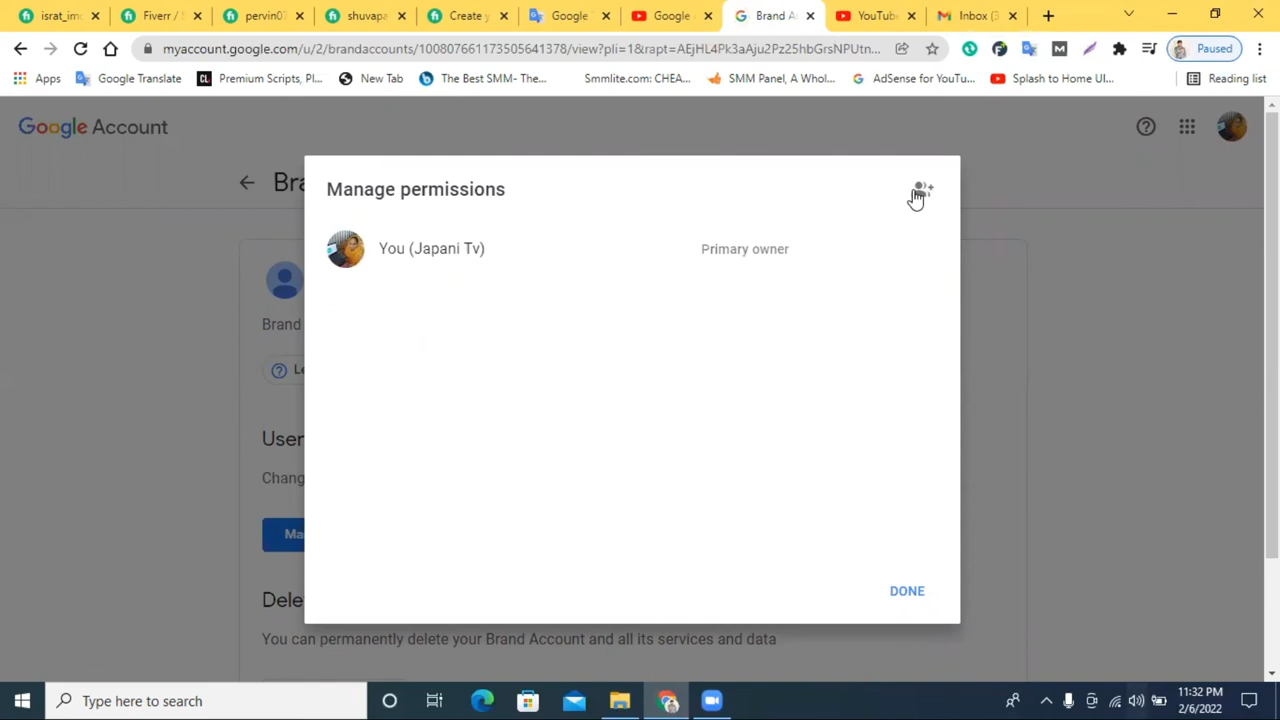 israt_im
Fiverr /
pervin07
shuvapa
Create y
Google
Google
Brand A
YouTube
Inbox (3
myaccount.google.com/u/2/brandaccounts/100807661173505641378/view?pli=1&rapt=AEjHL4Pk3aAju2Pz25hbGrsNPUtn...
Paused
Apps
Google Translate
Premium Scripts, Pl...
New Tab
The Best SMM- The...
Smmlite.com: CHEA...
SMM Panel, A Whol...
AdSense for YouTu...
Splash to Home UI...
Reading list
Google Account
Bra
Manage permissions
You (Japani Tv)
Primary owner
Brand
Le
User
Chang
Ma
DONE
Dele
You can permanently delete your Brand Account and all its services and data
Type here to search
11:32 PM
2/6/2022